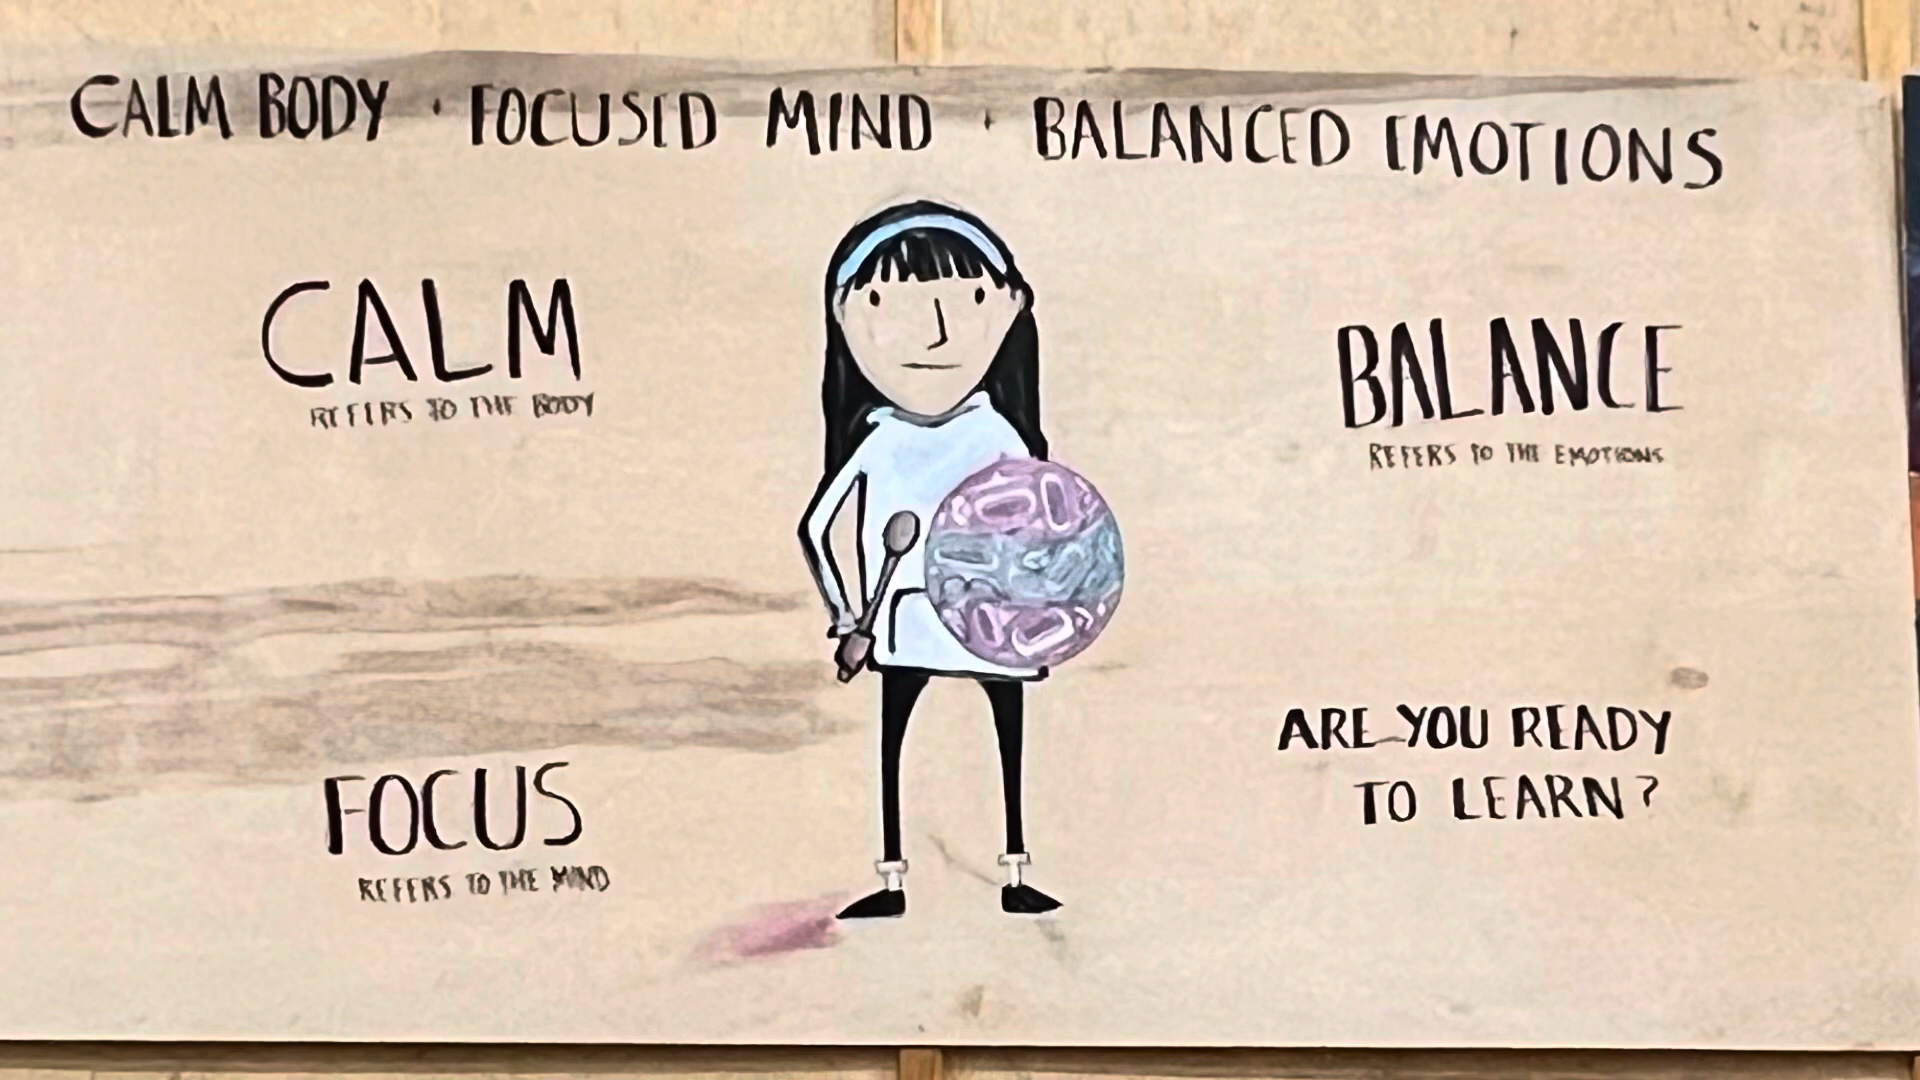 CALM BODY · FOCUSED MIND · BALANCED EMOTIONS
CALM
REFERS TO THE BODY
BALANCE
REFERS TO THE EMOTIONS
FOCUS
REFERS TO THE MIND
ARE YOU READY
TO LEARN?